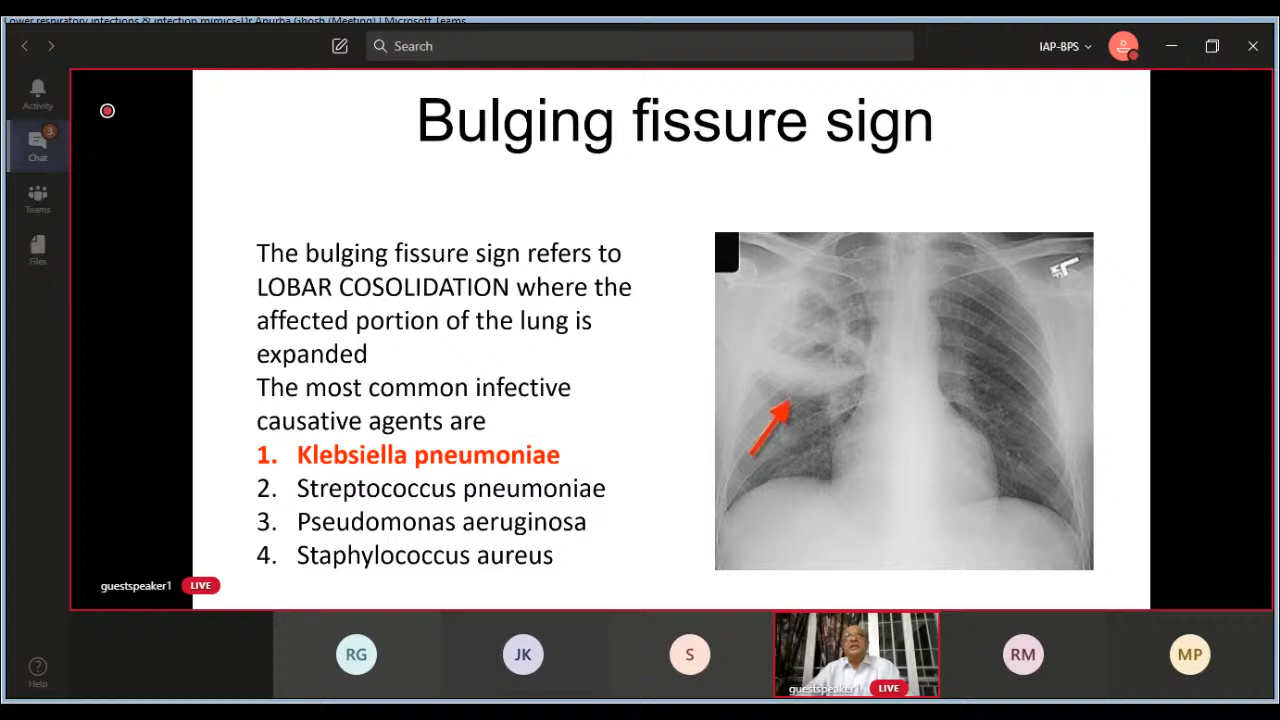 Lower respiratory infections & infection mimics-Dr Apurba Ghosh (Meeting) | Microsoft Teams
Search
IAP-BPS
Activity
3
Chat
Teams
Files
Help
Bulging fissure sign
The bulging fissure sign refers to
LOBAR COSOLIDATION where the
affected portion of the lung is
expanded
The most common infective
causative agents are
1. Klebsiella pneumoniae
2. Streptococcus pneumoniae
3. Pseudomonas aeruginosa
4. Staphylococcus aureus
guestspeaker1 LIVE
RG
JK
S
guestspeaker1 LIVE
RM
MP